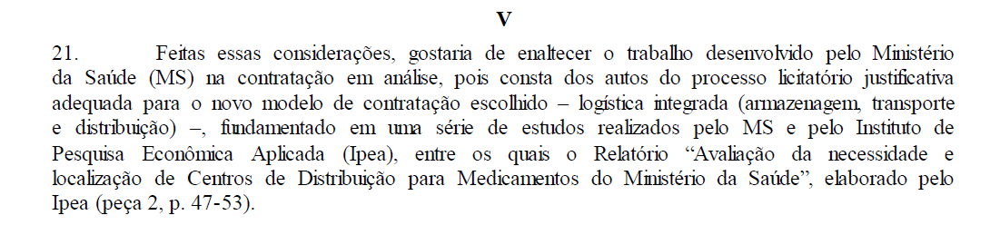 V
21. Feitas essas considerações, gostaria de enaltecer o trabalho desenvolvido pelo Ministério
da Saúde (MS) na contratação em análise, pois consta dos autos do processo licitatório justificativa
adequada para o novo modelo de contratação escolhido – logística integrada (armazenagem, transporte
e distribuição) –, fundamentado em uma série de estudos realizados pelo MS e pelo Instituto de
Pesquisa Econômica Aplicada (Ipea), entre os quais o Relatório “Avaliação da necessidade e
localização de Centros de Distribuição para Medicamentos do Ministério da Saúde”, elaborado pelo
Ipea (peça 2, p. 47-53).